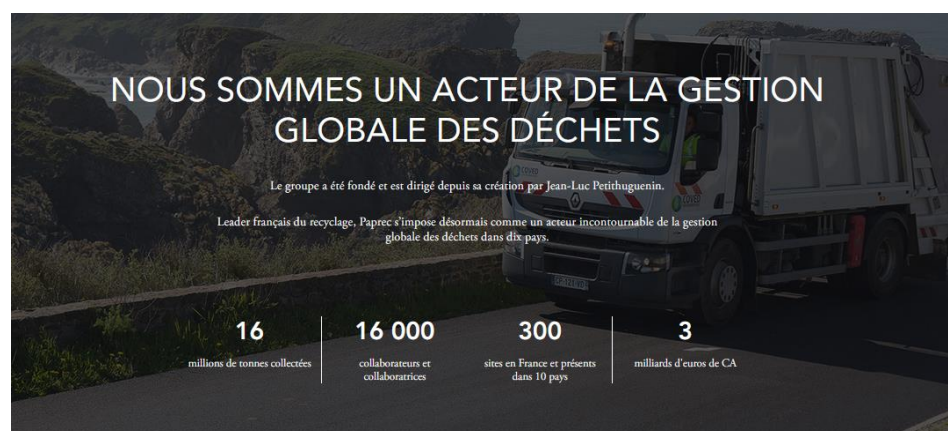 NOUS SOMMES UN ACTEUR DE LA GESTION
GLOBALE DES DÉCHETS
Le groupe a été fondé et est dirigé depuis sa création par Jean-Luc Petithuguenin.
Leader français du recyclage, Paprec s'impose désormais comme un acteur incontournable de la gestion
globale des déchets dans dix pays.
COVED
COVED
16
millions de tonnes collectées
16 000
collaborateurs et
collaboratrices
300
sites en France et présents
dans 10 pays
3
milliards d'euros de CA